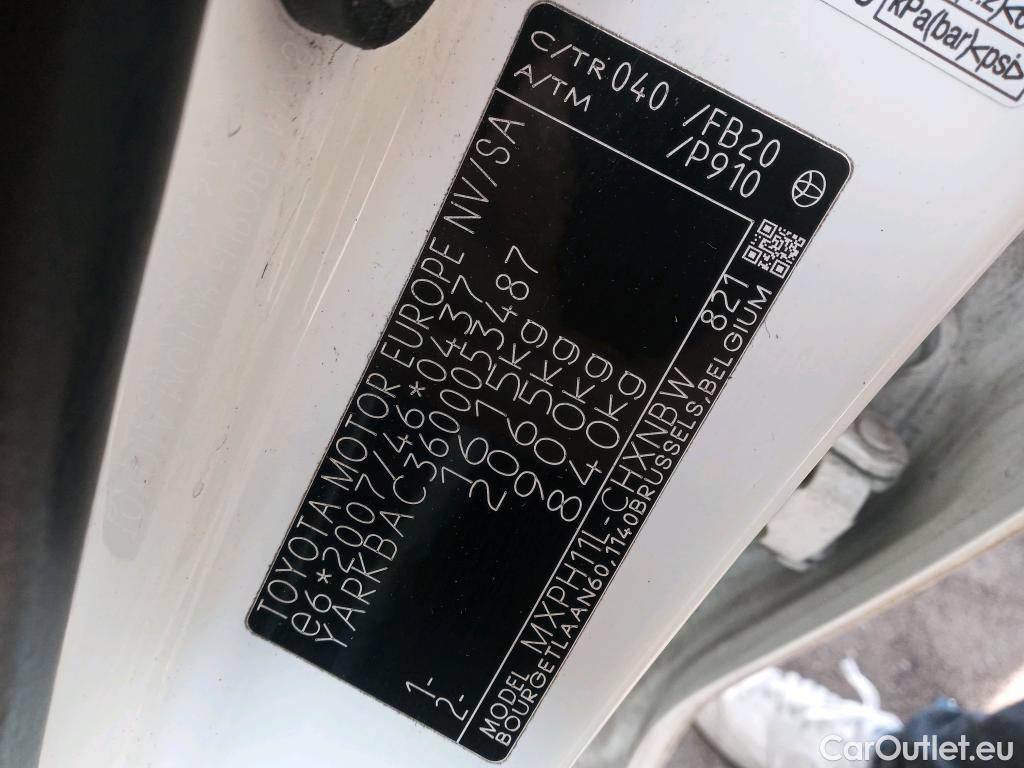 C/TR 040 /FB20
A/TM /P910
TOYOTA MOTOR EUROPE NV/SA
e6*2007/46*0437
YARKBAC3600053487
1615kg
2065kg
1- 900kg
2- 840kg
MODEL MXPH11L-CHXNBW 821
BOURGETLAAN60,1140BRUSSELS,BELGIUM
kPa(bar/psi)
CarOutlet.eu